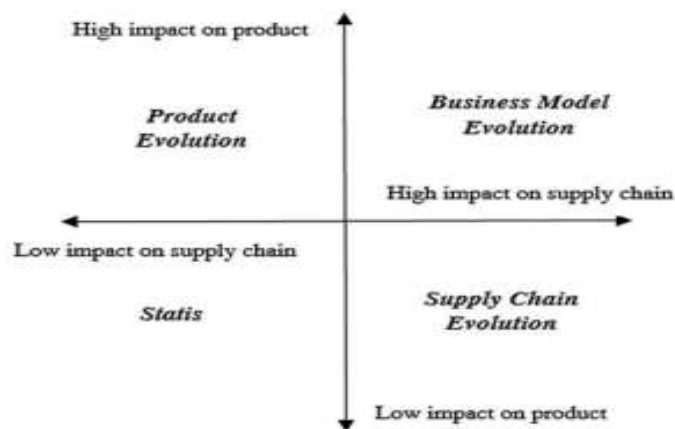 High impact on product
Product
Evolution
Business Model
Evolution
High impact on supply chain
Low impact on supply chain
Statis
Supply Chain
Evolution
Low impact on product